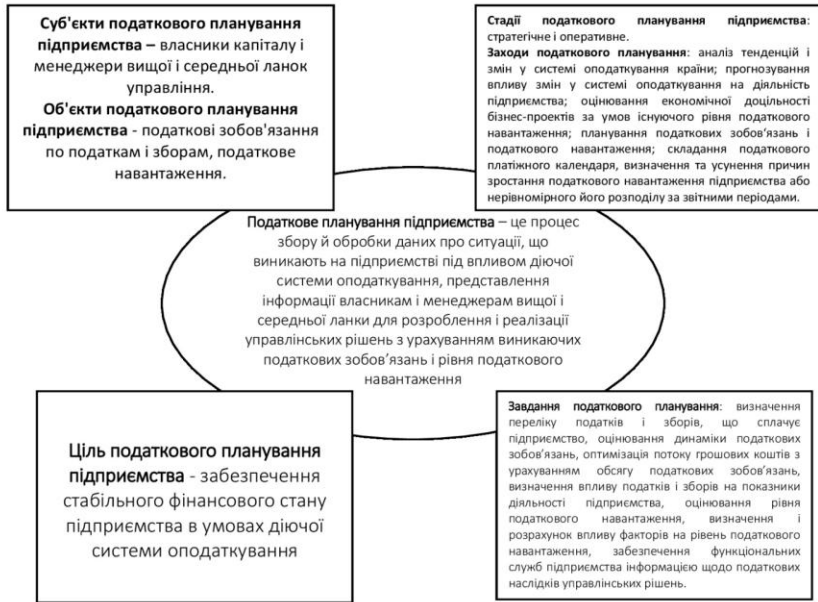 Суб'єкти податкового планування
підприємства – власники капіталу і
менеджери вищої і середньої ланок
управління.
Об'єкти податкового планування
підприємства - податкові зобов'язання
по податкам і зборам, податкове
навантаження.
Стадії податкового планування підприємства:
стратегічне і оперативне.
Заходи податкового планування: аналіз тенденцій і
змін у системі оподаткування країни; прогнозування
впливу змін у системі оподаткування на діяльність
підприємства; оцінювання економічної доцільності
бізнес-проектів за умов існуючого рівня податкового
навантаження; планування податкових зобов'язань і
податкового навантаження; складання податкового
платіжного календаря, визначення та усунення причин
зростання податкового навантаження підприємства або
нерівномірного його розподілу за звітними періодами.
Податкове планування підприємства – це процес
збору й обробки даних про ситуації, що
виникають на підприємстві під впливом діючої
системи оподаткування, представлення
інформації власникам і менеджерам вищої і
середньої ланки для розроблення і реалізації
управлінських рішень з урахуванням виникаючих
податкових зобов'язань і рівня податкового
навантаження
Ціль податкового планування
підприємства - забезпечення
стабільного фінансового стану
підприємства в умовах діючої
системи оподаткування
Завдання податкового планування: визначення
переліку податків і зборів, що сплачує
підприємство, оцінювання динаміки податкових
зобов'язань, оптимізація потоку грошових коштів з
урахуванням обсягу податкових зобов'язань,
визначення впливу податків і зборів на показники
діяльності підприємства, оцінювання рівня
податкового навантаження, визначення і
розрахунок впливу факторів на рівень податкового
навантаження, забезпечення функціональних
служб підприємства інформацією щодо податкових
наслідків управлінських рішень.